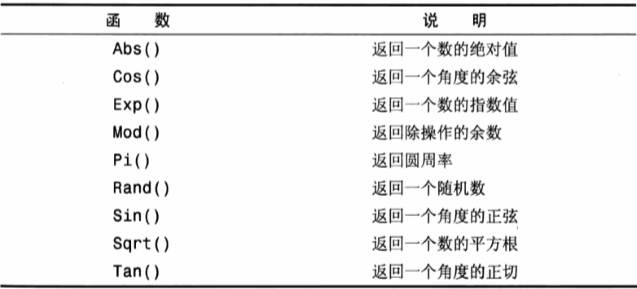 函 数 说 明
Abs() 返回一个数的绝对值
Cos() 返回一个角度的余弦
Exp() 返回一个数的指数值
Mod() 返回除操作的余数
Pi() 返回圆周率
Rand() 返回一个随机数
Sin() 返回一个角度的正弦
Sqrt() 返回一个数的平方根
Tan() 返回一个角度的正切